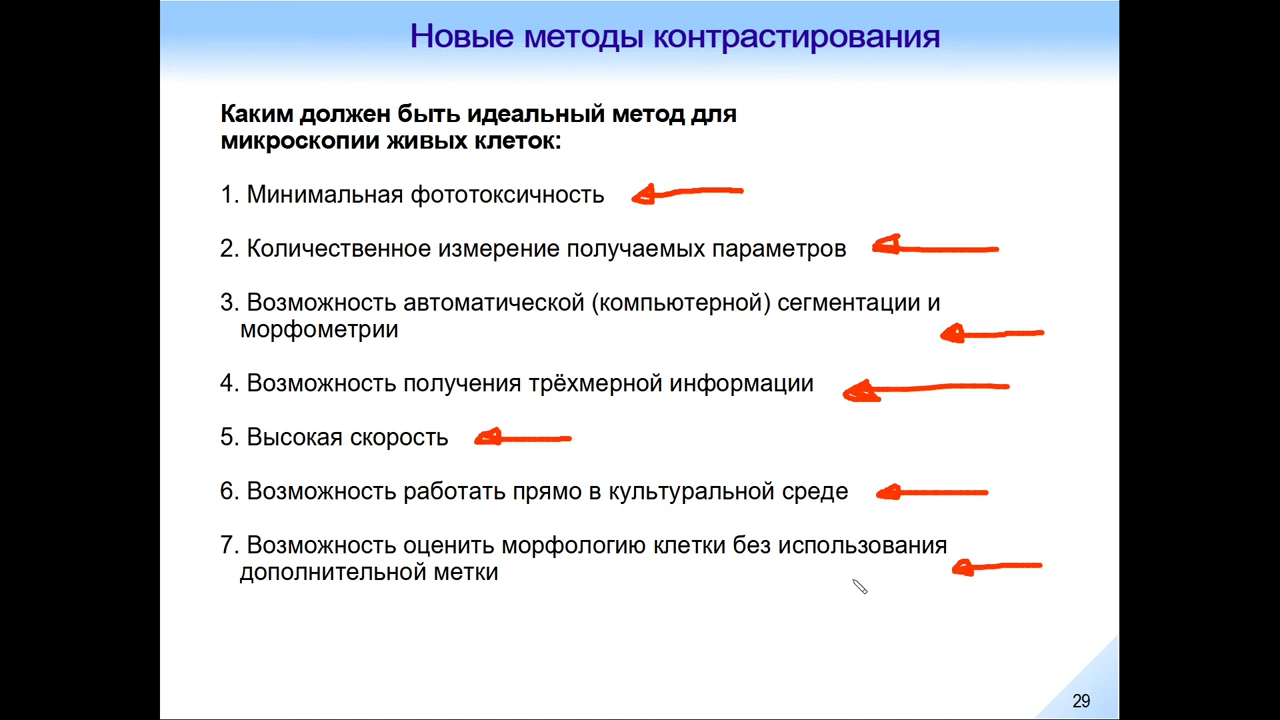 Новые методы контрастирования
Каким должен быть идеальный метод для
микроскопии живых клеток:
1. Минимальная фототоксичность
2. Количественное измерение получаемых параметров
3. Возможность автоматической (компьютерной) сегментации и
морфометрии
4. Возможность получения трёхмерной информации
5. Высокая скорость
6. Возможность работать прямо в культуральной среде
7. Возможность оценить морфологию клетки без использования
дополнительной метки
29